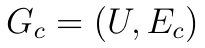 G_c = (U, E_c)